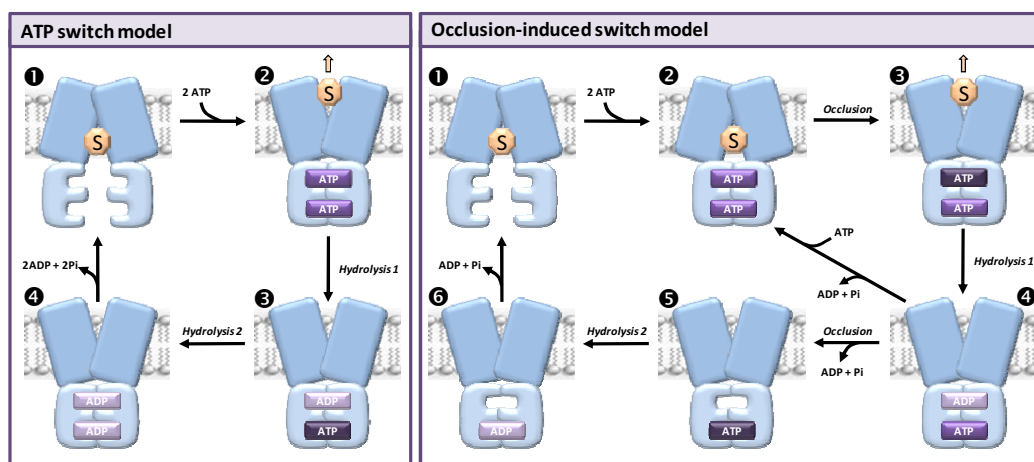 ATP switch model
❶
S
2 ATP
❷
S
ATP
ATP
Hydrolysis 1
❸
ADP
ATP
Hydrolysis 2
❹
ADP
ADP
2ADP + 2Pi
Occlusion-induced switch model
❶
S
2 ATP
❷
S
ATP
ATP
Occlusion
❸
S
ATP
ATP
Hydrolysis 1
❹
ADP
ATP
ATP
ADP + Pi
Occlusion
ADP + Pi
❺
ATP
Hydrolysis 2
❻
ADP
ADP + Pi